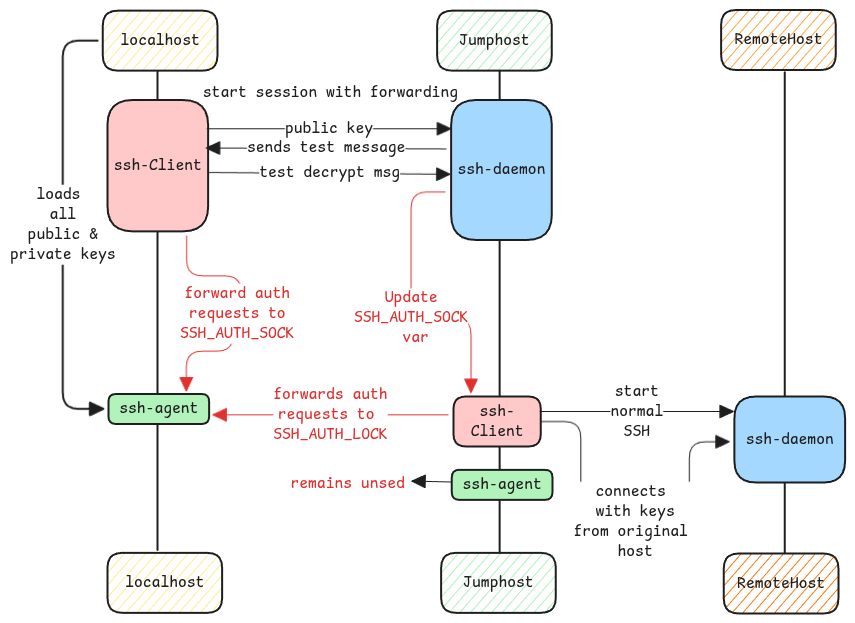 localhost
Jumphost
RemoteHost
start session with forwarding
ssh-Client
public key
sends test message
test decrypt msg
ssh-daemon
loads
all
public &
private keys
forward auth
requests to
SSH_AUTH_SOCK
Update
SSH_AUTH_SOCK
var
ssh-agent
forwards auth
requests to
SSH_AUTH_LOCK
ssh-
Client
start
normal
SSH
ssh-daemon
remains unsed
ssh-agent
connects
with keys
from original
host
localhost
Jumphost
RemoteHost